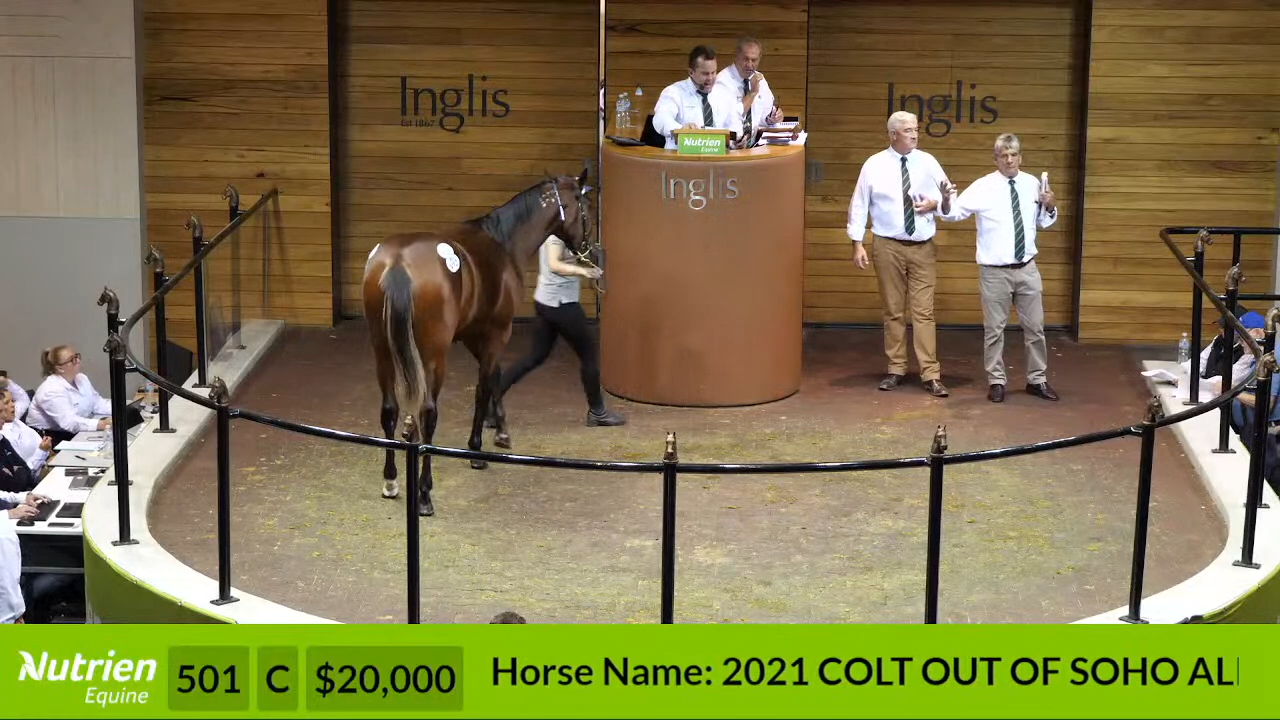 Inglis
Est 1867
Inglis
Nutrien
Equine
Inglis
Nutrien
Equine
501
C
$20,000
Horse Name: 2021 COLT OUT OF SOHO AL